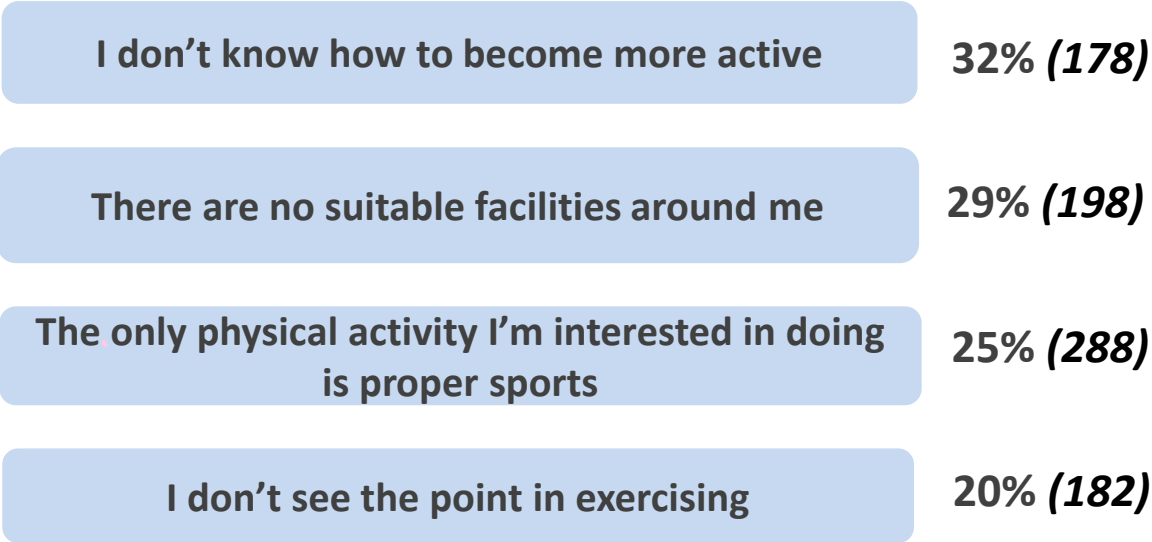 I don’t know how to become more active 32% (178)
There are no suitable facilities around me 29% (198)
The only physical activity I’m interested in doing
is proper sports 25% (288)
I don’t see the point in exercising 20% (182)